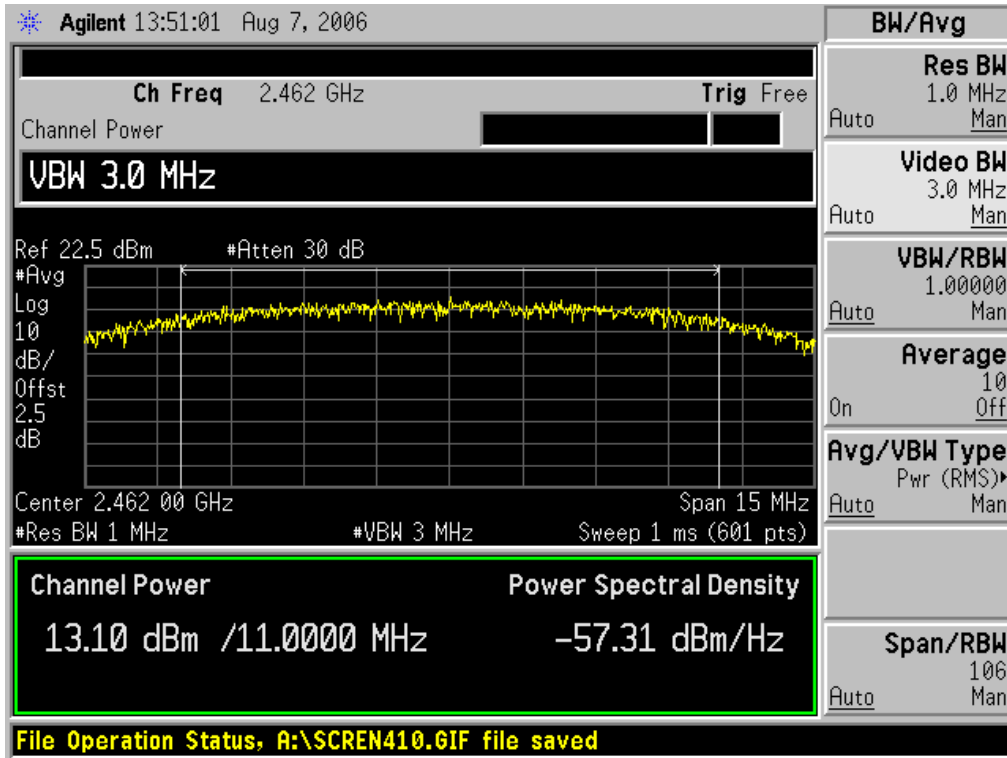 Agilent 13:51:01 Aug 7, 2006
BW/Avg
Ch Freq 2.462 GHz Trig Free
Channel Power
VBW 3.0 MHz
Ref 22.5 dBm #Atten 30 dB
#Avg
Log
10
dB/
Offst
2.5
dB
Center 2.462 00 GHz Span 15 MHz
#Res BW 1 MHz #VBW 3 MHz Sweep 1 ms (601 pts)
Channel Power Power Spectral Density
13.10 dBm /11.0000 MHz -57.31 dBm/Hz
File Operation Status, A:\SCREN410.GIF file saved
Res BW
1.0 MHz
Auto Man
Video BW
3.0 MHz
Auto Man
VBW/RBW
1.00000
Auto Man
Average
10
On Off
Avg/VBW Type
Pwr (RMS)
Auto Man
Span/RBW
106
Auto Man